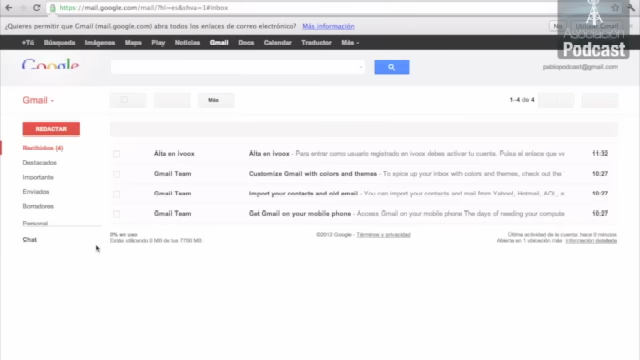 https://mail.google.com/mail/?hl=es&shva=1#inbox
¿Quieres permitir que Gmail (mail.google.com) abra todos los enlaces de correo electrónico? Más información No Utilizar Gmail
Asociación Podcast
+Tú Búsqueda Imágenes Maps Play Noticias Gmail Docs Calendar Traductor Más
Google
pablopodcast@gmail.com
Gmail Más 1–4 de 4
REDACTAR
Recibidos (4)
Destacados
Importante
Enviados
Borradores
Personal
Chat
Alta en ivoox Alta en ivoox - Para entrar como usuario registrado en ivoox debes activar tu cuenta. Pulsa el enlace que ve 11:32
Gmail Team Customize Gmail with colors and themes - To spice up your inbox with colors and themes, check out the 10:27
Gmail Team Import your contacts and old email - You can import your contacts and mail from Yahoo!, Hotmail, AOL, a 10:27
Gmail Team Get Gmail on your mobile phone - Access Gmail on your mobile phone The days of needing your compute 10:27
0% en uso
Estás utilizando 0 MB de tus 7700 MB
©2012 Google - Términos y privacidad
Última actividad de la cuenta: hace 0 minutos
Abierta en 1 ubicación más Información detallada